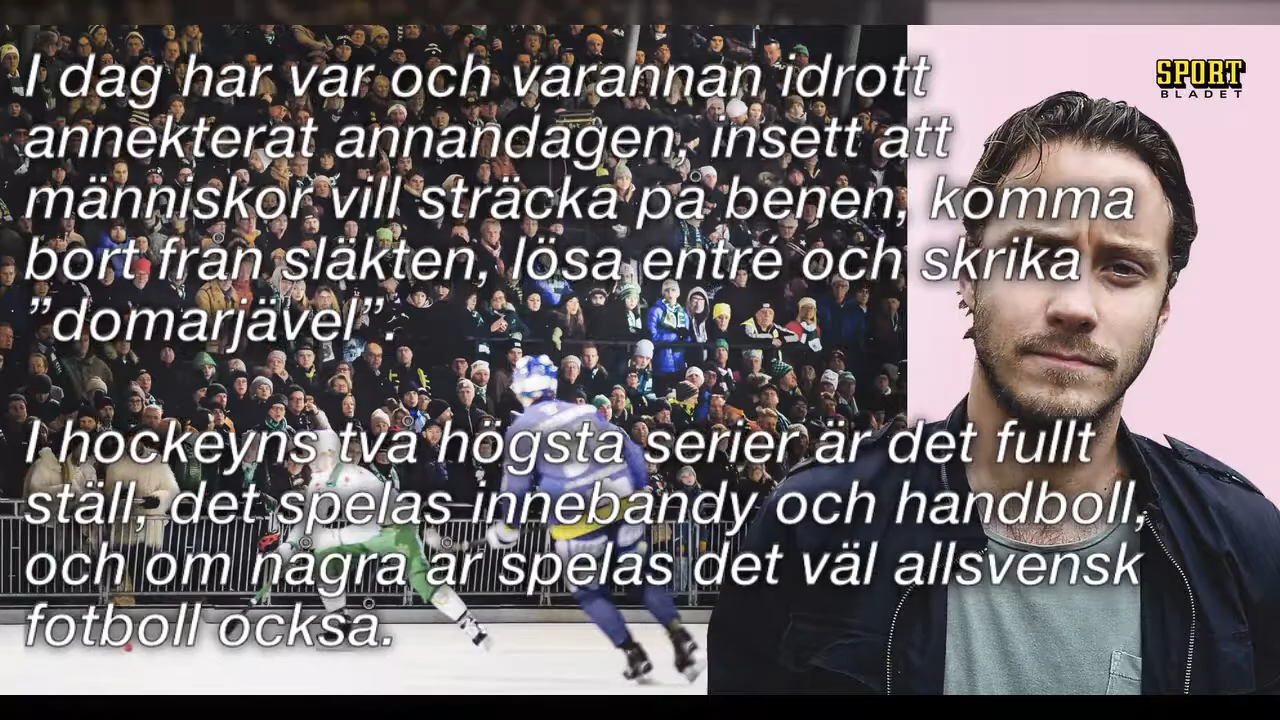 I dag har var och varannan idrott
annekterat annandagen, insett att
människor vill sträcka på benen, komma
bort från släkten, lösa entré och skrika
”domarjävel”.
I hockeyns två högsta serier är det fullt
ställ, det spelas innebandy och handboll,
och om några år spelas det väl allsvensk
fotboll också.
SPORT
BLADET